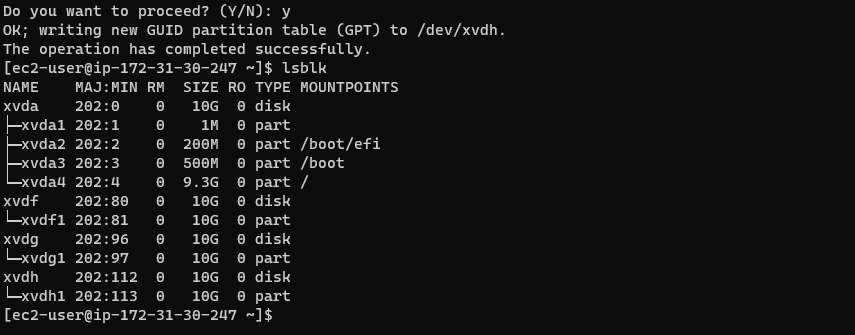 Do you want to proceed? (Y/N): y
OK; writing new GUID partition table (GPT) to /dev/xvdh.
The operation has completed successfully.
[ec2-user@ip-172-31-30-247 ~]$ lsblk
NAME    MAJ:MIN RM  SIZE RO TYPE MOUNTPOINTS
xvda    202:0    0   10G  0 disk
├─xvda1 202:1    0    1M  0 part
├─xvda2 202:2    0  200M  0 part /boot/efi
├─xvda3 202:3    0  500M  0 part /boot
└─xvda4 202:4    0  9.3G  0 part /
xvdf    202:80   0   10G  0 disk
└─xvdf1 202:81   0   10G  0 part
xvdg    202:96   0   10G  0 disk
└─xvdg1 202:97   0   10G  0 part
xvdh    202:112  0   10G  0 disk
└─xvdh1 202:113  0   10G  0 part
[ec2-user@ip-172-31-30-247 ~]$